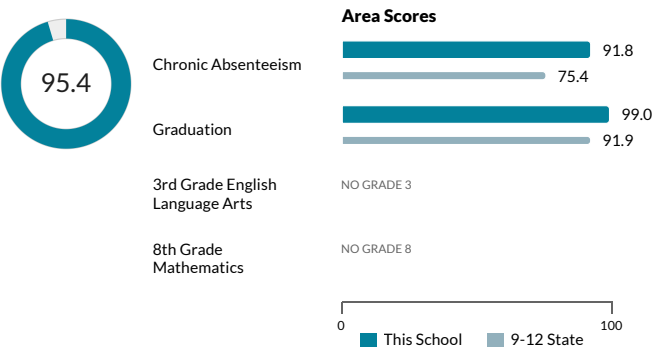 Area Scores
95.4
Chronic Absenteeism
91.8
75.4
Graduation
99.0
91.9
3rd Grade English
Language Arts
NO GRADE 3
8th Grade
Mathematics
NO GRADE 8
0
100
This School
9-12 State